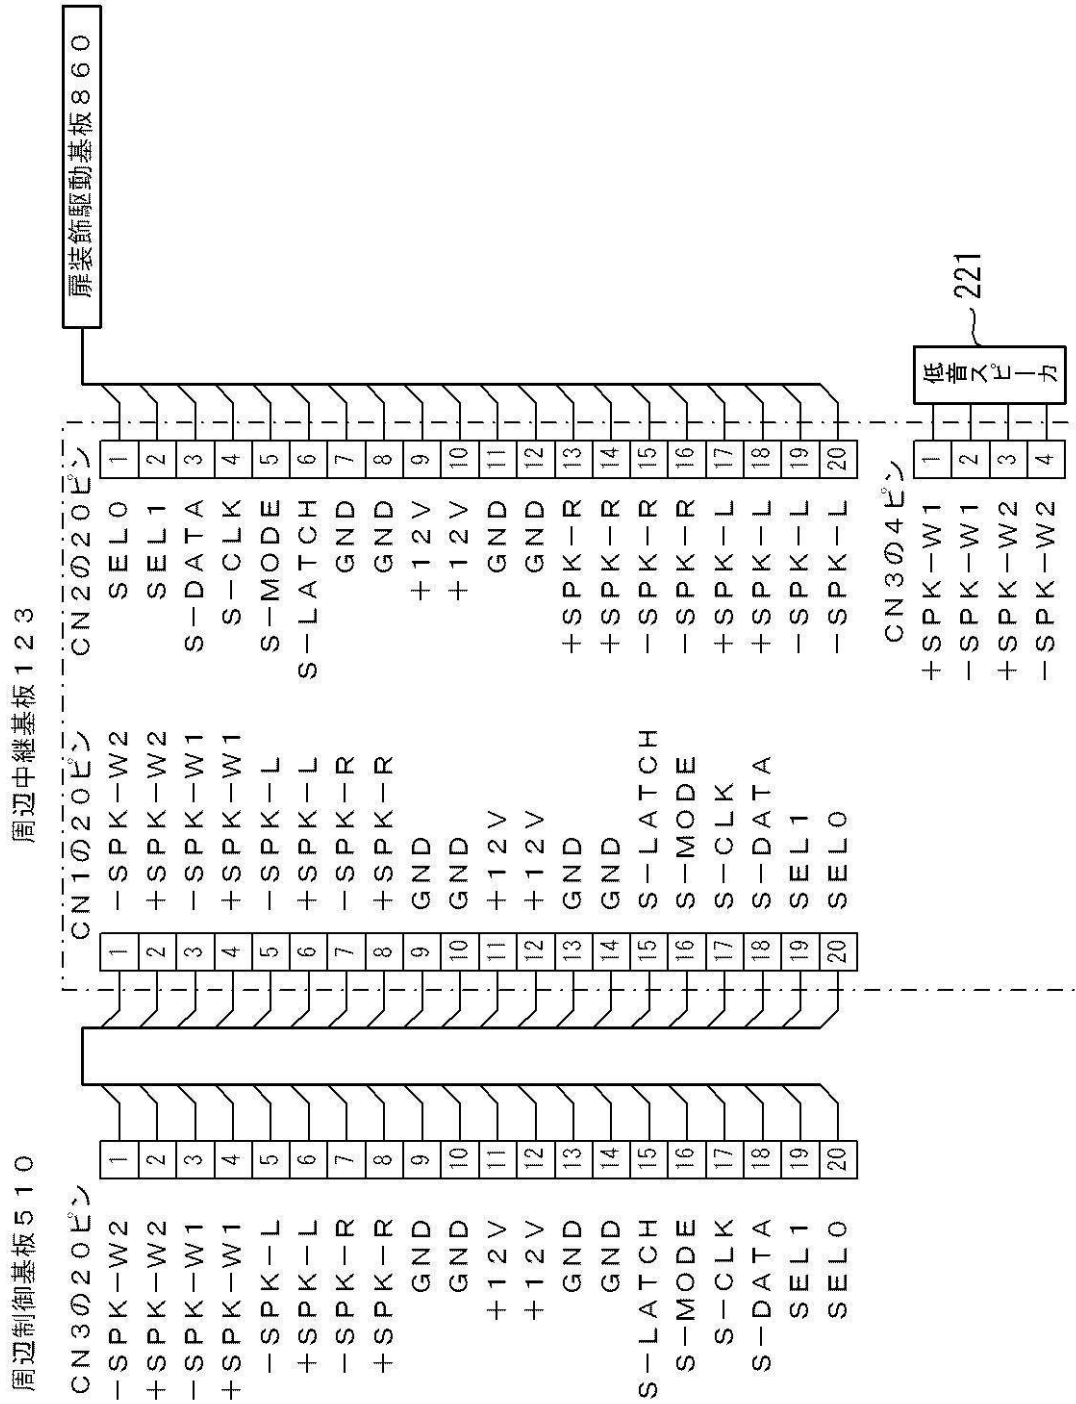 周辺制御基板510
CN3の20ピン
-SPK-W2 1
+SPK-W2 2
-SPK-W1 3
+SPK-W1 4
-SPK-L 5
+SPK-L 6
-SPK-R 7
+SPK-R 8
GND 9
GND 10
+12V 11
+12V 12
GND 13
GND 14
S-LATCH 15
S-MODE 16
S-CLK 17
S-DATA 18
SEL1 19
SEL0 20
周辺中継基板123
CN1の20ピン
1 -SPK-W2
2 +SPK-W2
3 -SPK-W1
4 +SPK-W1
5 -SPK-L
6 +SPK-L
7 -SPK-R
8 +SPK-R
9 GND
10 GND
11 +12V
12 +12V
13 GND
14 GND
15 S-LATCH
16 S-MODE
17 S-CLK
18 S-DATA
19 SEL1
20 SEL0
CN2の20ピン
SEL0 1
SEL1 2
S-DATA 3
S-CLK 4
S-MODE 5
S-LATCH 6
GND 7
GND 8
+12V 9
+12V 10
GND 11
GND 12
+SPK-R 13
+SPK-R 14
-SPK-R 15
-SPK-R 16
+SPK-L 17
+SPK-L 18
-SPK-L 19
-SPK-L 20
CN3の4ピン
+SPK-W1 1
-SPK-W1 2
+SPK-W2 3
-SPK-W2 4
扉装飾駆動基板860
低音スピーカ
221